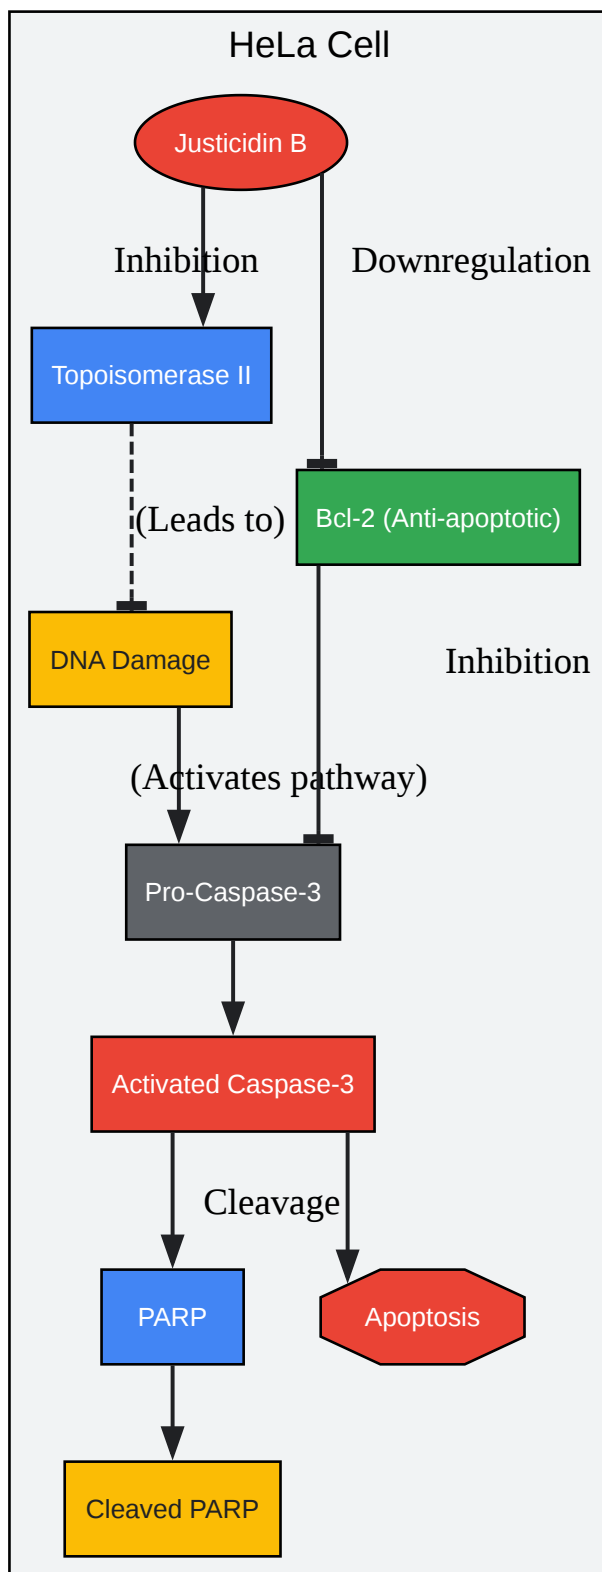 HeLa Cell
Justicidin B
Inhibition
Downregulation
Topoisomerase II
(Leads to)
Bcl-2 (Anti-apoptotic)
DNA Damage
Inhibition
(Activates pathway)
Pro-Caspase-3
Activated Caspase-3
Cleavage
PARP
Apoptosis
Cleaved PARP